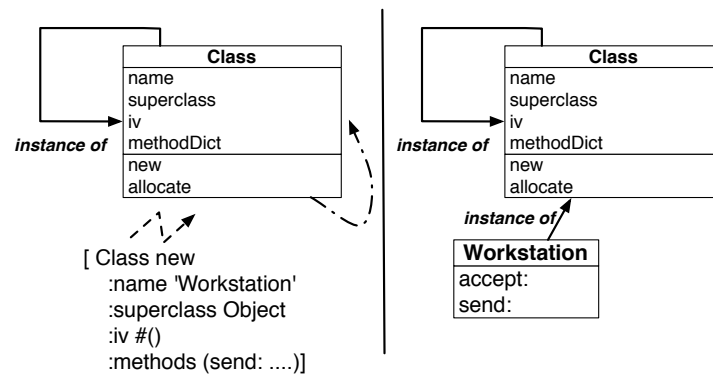 Class
name
superclass
iv
methodDict
new
allocate
instance of
[ Class new
:name 'Workstation'
:superclass Object
:iv #()
:methods (send: ....)]
Class
name
superclass
iv
methodDict
new
allocate
instance of
instance of
Workstation
accept:
send: